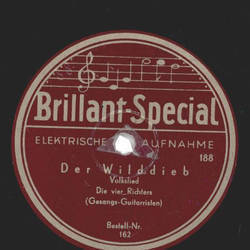 Brillant-Special
ELEKTRISCHE AUFNAHME
188
Der Wilddieb
Volkslied
Die vier Richters
(Gesangs-Guitarristen)
Bestell-Nr.
162